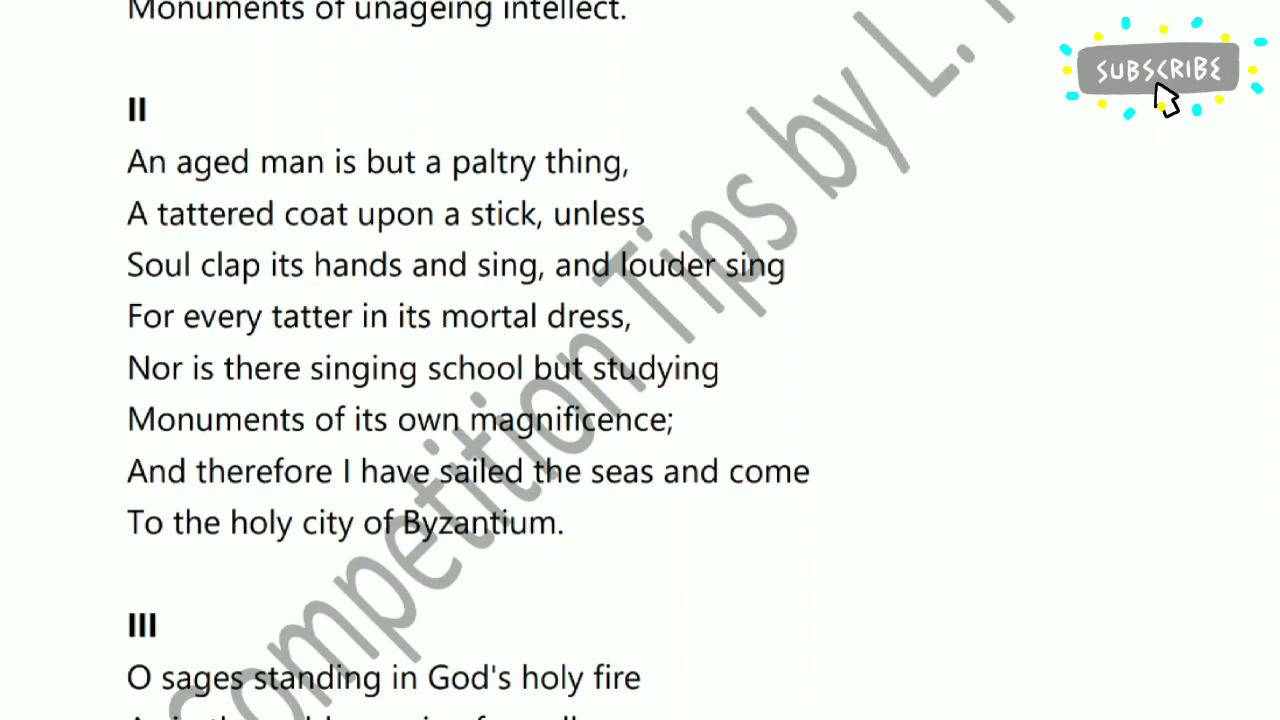 Monuments of unageing intellect.
SUBSCRIBE
II
An aged man is but a paltry thing,
A tattered coat upon a stick, unless
Soul clap its hands and sing, and louder sing
For every tatter in its mortal dress,
Nor is there singing school but studying
Monuments of its own magnificence;
And therefore I have sailed the seas and come
To the holy city of Byzantium.
III
O sages standing in God's holy fire
Competition Tips by L.